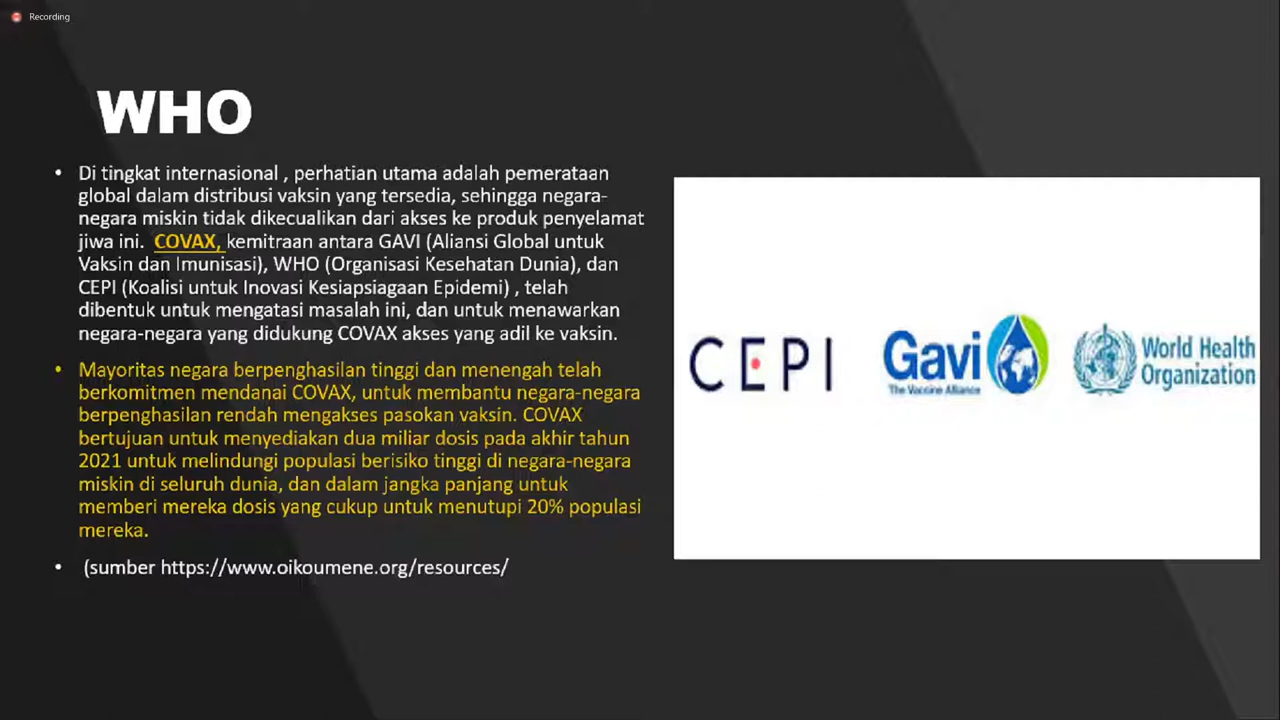 Recording
WHO
• Di tingkat internasional , perhatian utama adalah pemerataan
global dalam distribusi vaksin yang tersedia, sehingga negara-
negara miskin tidak dikecualikan dari akses ke produk penyelamat
jiwa ini. COVAX, kemitraan antara GAVI (Aliansi Global untuk
Vaksin dan Imunisasi), WHO (Organisasi Kesehatan Dunia), dan
CEPI (Koalisi untuk Inovasi Kesiapsiagaan Epidemi) , telah
dibentuk untuk mengatasi masalah ini, dan untuk menawarkan
negara-negara yang didukung COVAX akses yang adil ke vaksin.
• Mayoritas negara berpenghasilan tinggi dan menengah telah
berkomitmen mendanai COVAX, untuk membantu negara-negara
berpenghasilan rendah mengakses pasokan vaksin. COVAX
bertujuan untuk menyediakan dua miliar dosis pada akhir tahun
2021 untuk melindungi populasi berisiko tinggi di negara-negara
miskin di seluruh dunia, dan dalam jangka panjang untuk
memberi mereka dosis yang cukup untuk menutupi 20% populasi
mereka.
• (sumber https://www.oikoumene.org/resources/
CEPI
Gavi
The Vaccine Alliance
World Health
Organization